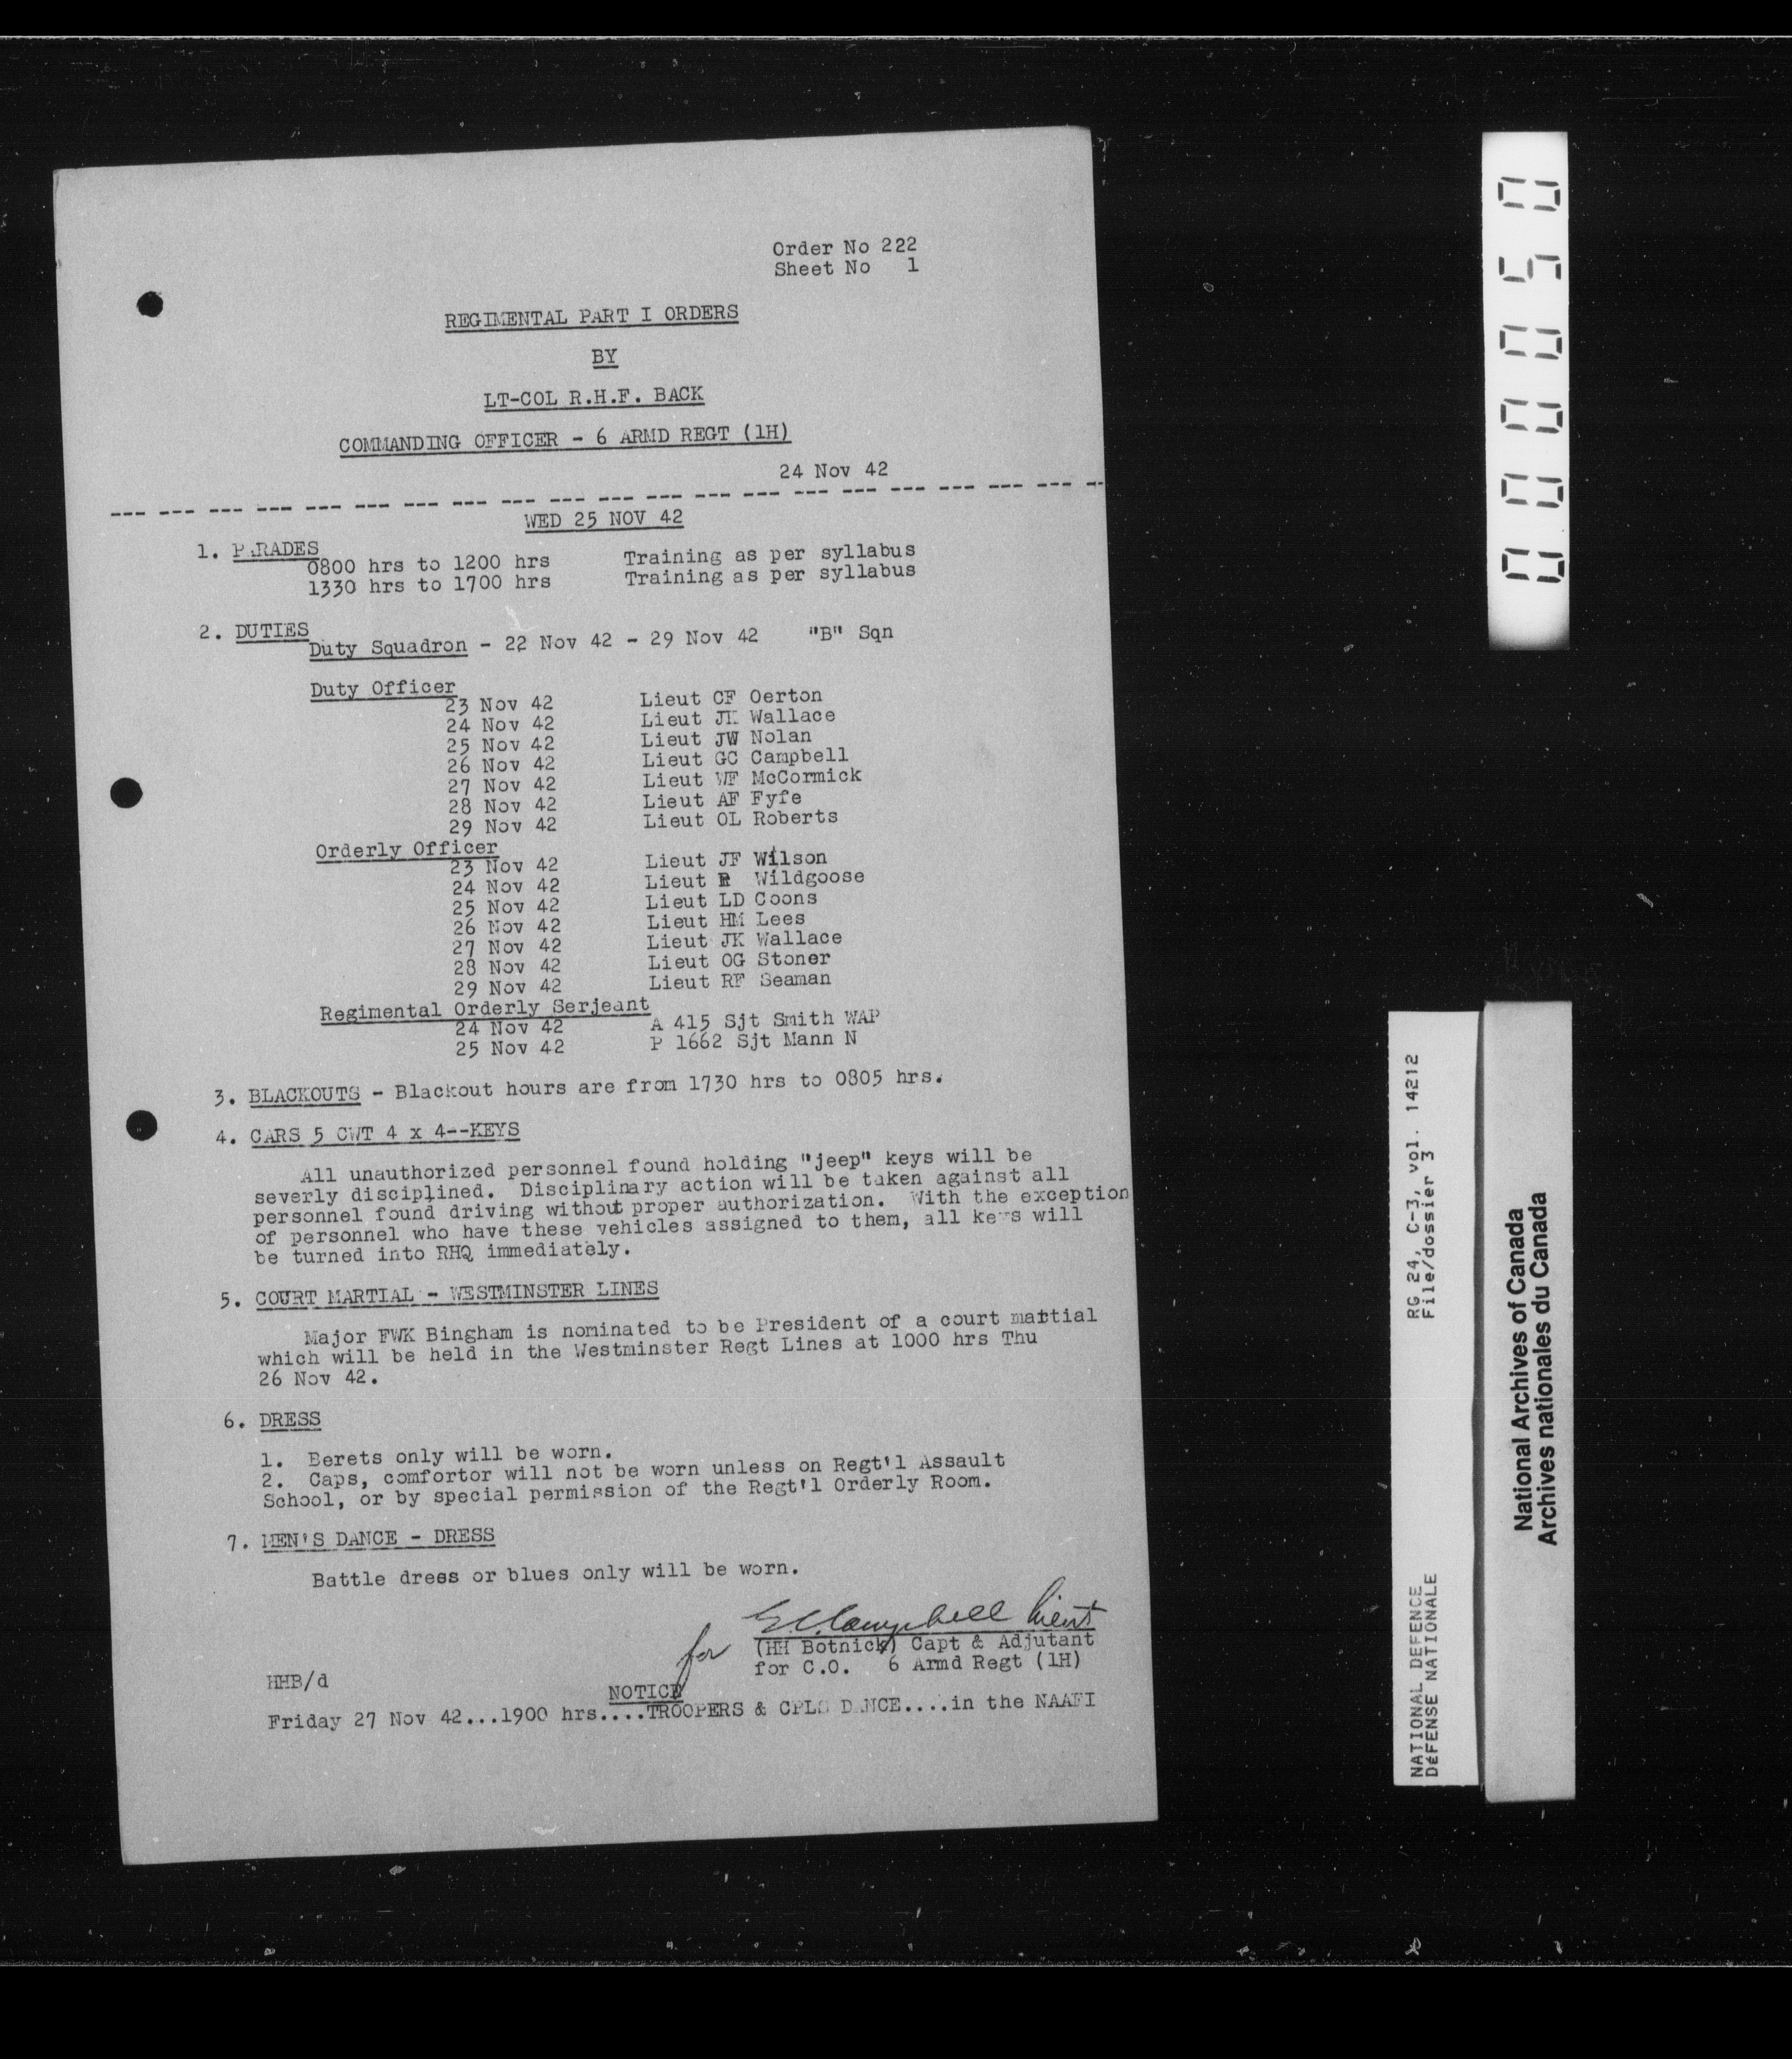 Order No 222
Sheet No 1
REGIMENTAL PART I ORDERS
BY
LT-COL R.H.F. BACK
COMMANDING OFFICER - 6 ARMD REGT (1H)
24 Nov 42
WED 25 NOV 42
1. PARADES
0800 hrs to 1200 hrs Training as per syllabus
1330 hrs to 1700 hrs Training as per syllabus
2. DUTIES
Duty Squadron - 22 Nov 42 - 29 Nov 42 "B" Sqn
Duty Officer
23 Nov 42 Lieut CF Oerton
24 Nov 42 Lieut JK Wallace
25 Nov 42 Lieut JW Nolan
26 Nov 42 Lieut GC Campbell
27 Nov 42 Lieut WF McCormick
28 Nov 42 Lieut AF Fyfe
29 Nov 42 Lieut OL Roberts
Orderly Officer
23 Nov 42 Lieut JF Wilson
24 Nov 42 Lieut R Wildgoose
25 Nov 42 Lieut LD Coons
26 Nov 42 Lieut HM Lees
27 Nov 42 Lieut JK Wallace
28 Nov 42 Lieut OG Stoner
29 Nov 42 Lieut RF Seaman
Regimental Orderly Serjeant
24 Nov 42 A 415 Sjt Smith WAP
25 Nov 42 P 1662 Sjt Mann N
3. BLACKOUTS - Blackout hours are from 1730 hrs to 0805 hrs.
4. CARS 5 CWT 4 x 4--KEYS
All unauthorized personnel found holding "jeep" keys will be
severly disciplined. Disciplinary action will be taken against all
personnel found driving without proper authorization. With the exception
of personnel who have these vehicles assigned to them, all keys will
be turned into RHQ immediately.
5. COURT MARTIAL - WESTMINSTER LINES
Major FWK Bingham is nominated to be President of a court martial
which will be held in the Westminster Regt Lines at 1000 hrs Thu
26 Nov 42.
6. DRESS
1. Berets only will be worn.
2. Caps, comfortor will not be worn unless on Regt'l Assault
School, or by special permission of the Regt'l Orderly Room.
7. MEN'S DANCE - DRESS
Battle dress or blues only will be worn.
G.C. Campbell Lieut
for (HH Botnick) Capt & Adjutant
for C.O. 6 Armd Regt (1H)
HHB/d
NOTICE
Friday 27 Nov 42...1900 hrs....TROOPERS & CPLS DANCE....in the NAAFI
000050
RG 24, C-3, vol. 14212
File/dossier 3
NATIONAL DEFENCE
DÉFENSE NATIONALE
National Archives of Canada
Archives nationales du Canada